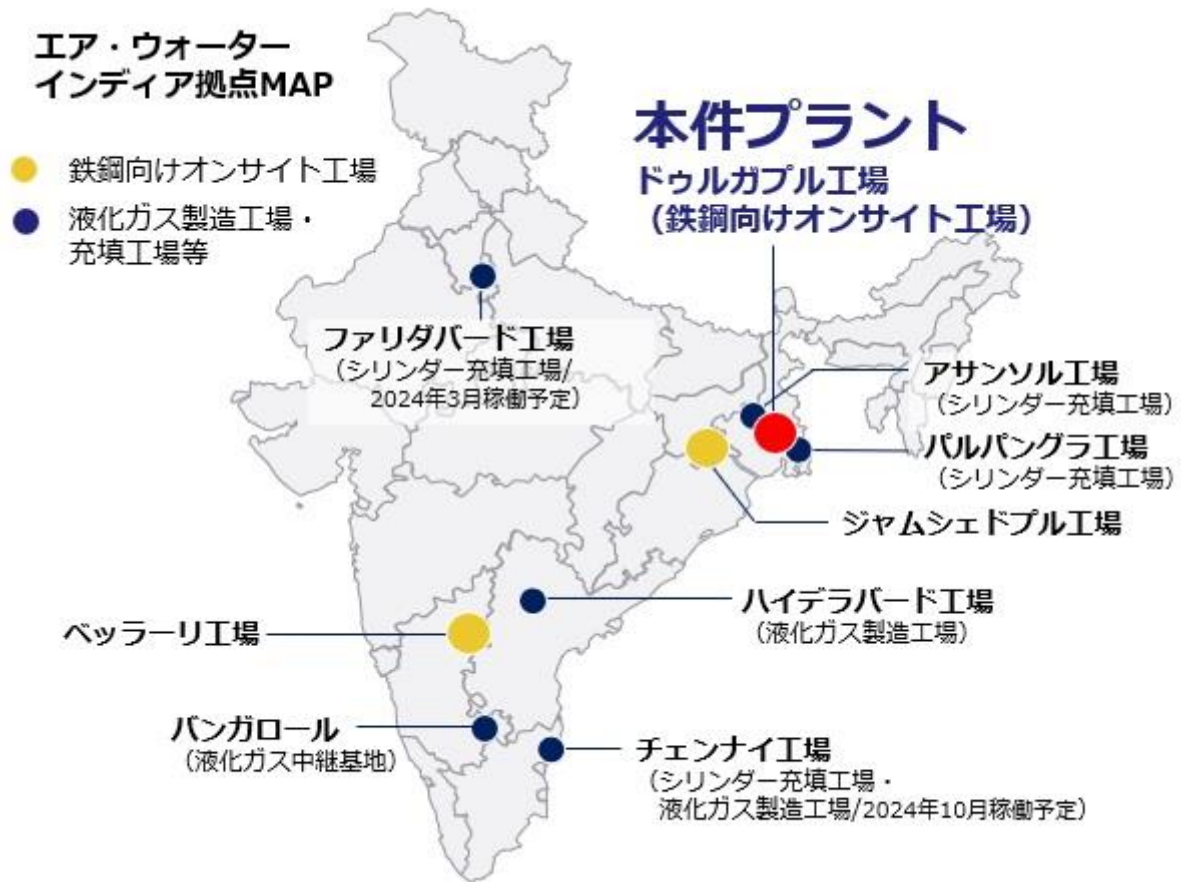 エア・ウォーター
インディア拠点MAP
鉄鋼向けオンサイト工場
液化ガス製造工場・
充填工場等
本件プラント
ドゥルガプル工場
（鉄鋼向けオンサイト工場）
ファリダバード工場
（シリンダー充填工場/
2024年3月稼働予定）
アサンソル工場
（シリンダー充填工場）
パルパングラ工場
（シリンダー充填工場）
ジャムシェドプル工場
ハイデラバード工場
（液化ガス製造工場）
ベッラーリ工場
バンガロール
（液化ガス中継基地）
チェンナイ工場
（シリンダー充填工場・
液化ガス製造工場/2024年10月稼働予定）